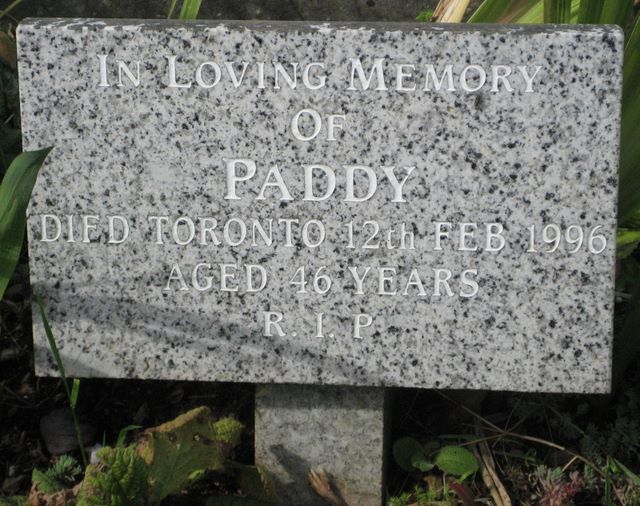 IN LOVING MEMORY
OF
PADDY
DIED TORONTO 12th FEB 1996
AGED 46 YEARS
R. I. P